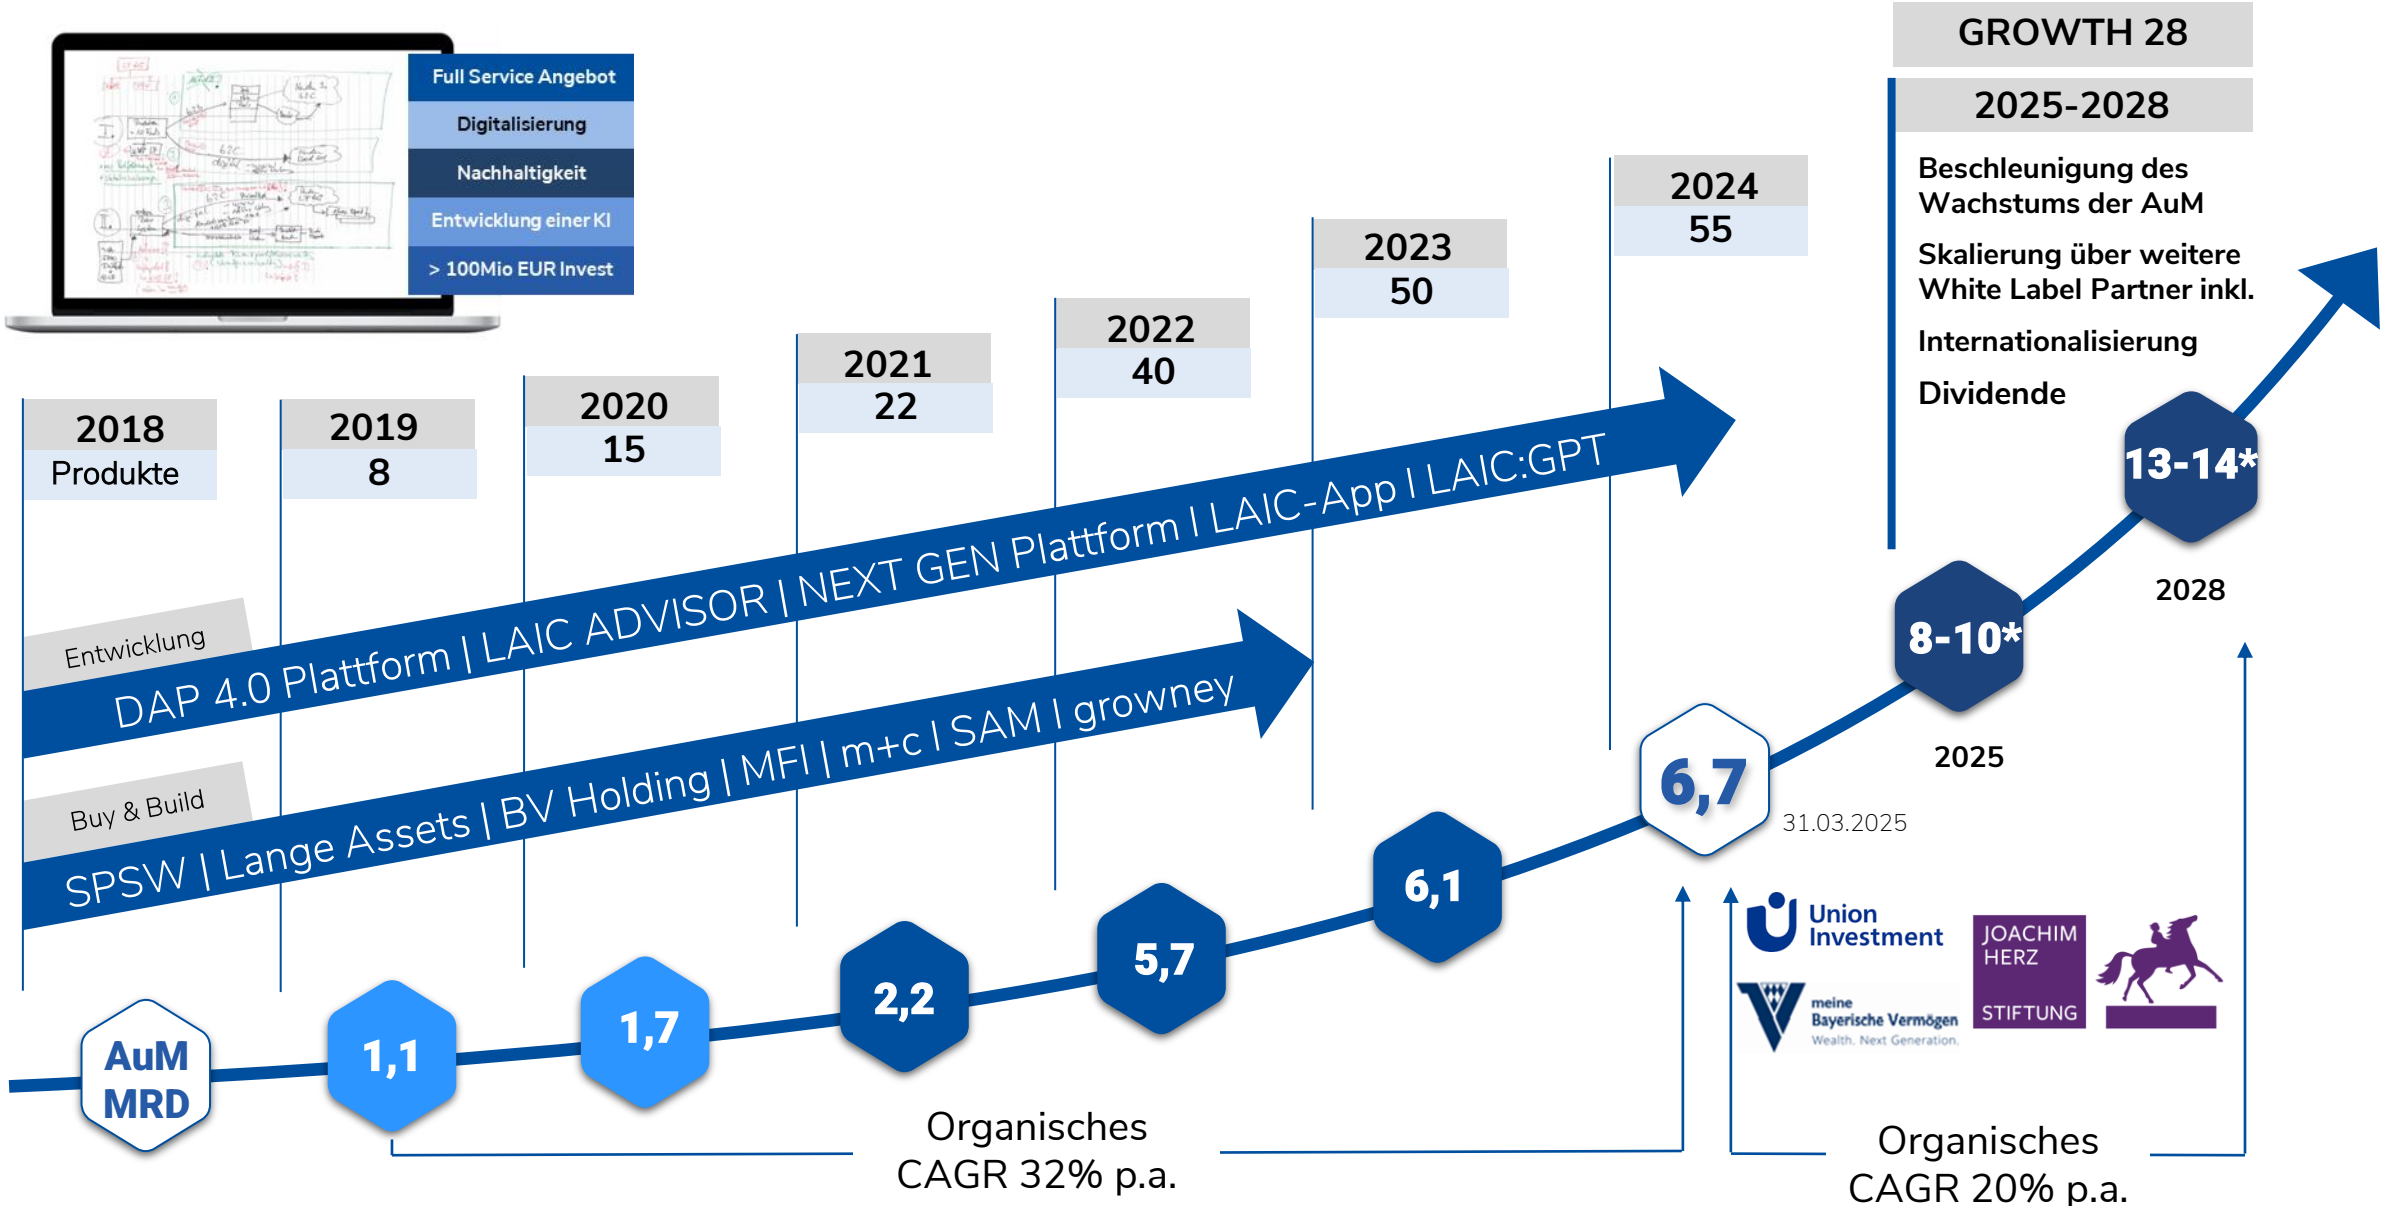 Full Service Angebot
Digitalisierung
Nachhaltigkeit
Entwicklung einer KI
> 100Mio EUR Invest
GROWTH 28
2025-2028
Beschleunigung des
Wachstums der AuM
Skalierung über weitere
White Label Partner inkl.
Internationalisierung
Dividende
2018
Produkte
2019
8
2020
15
2021
22
2022
40
2023
50
2024
55
Entwicklung
DAP 4.0 Plattform | LAIC ADVISOR | NEXT GEN Plattform I LAIC-App I LAIC:GPT
Buy & Build
SPSW | Lange Assets | BV Holding | MFI | m+c I SAM I growney
AuM
MRD
1,1
1,7
2,2
5,7
6,1
6,7
31.03.2025
8-10*
2025
13-14*
2028
Union
Investment
meine
Bayerische Vermögen
Wealth. Next Generation.
JOACHIM
HERZ
STIFTUNG
Organisches
CAGR 32% p.a.
Organisches
CAGR 20% p.a.